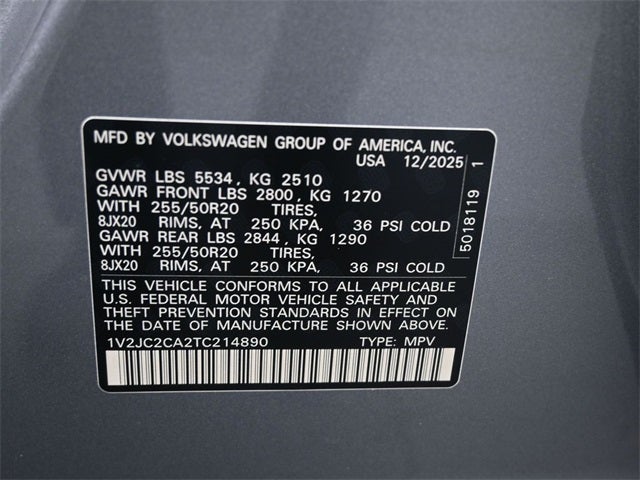 MFD BY VOLKSWAGEN GROUP OF AMERICA, INC.
USA 12/2025
GVWR LBS 5534 , KG 2510
GAWR FRONT LBS 2800 , KG 1270
WITH 255/50R20 TIRES,
8JX20 RIMS, AT 250 KPA, 36 PSI COLD
GAWR REAR LBS 2844 , KG 1290
WITH 255/50R20 TIRES,
8JX20 RIMS, AT 250 KPA, 36 PSI COLD
THIS VEHICLE CONFORMS TO ALL APPLICABLE
U.S. FEDERAL MOTOR VEHICLE SAFETY AND
THEFT PREVENTION STANDARDS IN EFFECT ON
THE DATE OF MANUFACTURE SHOWN ABOVE.
1V2JC2CA2TC214890 TYPE: MPV
5018119 1